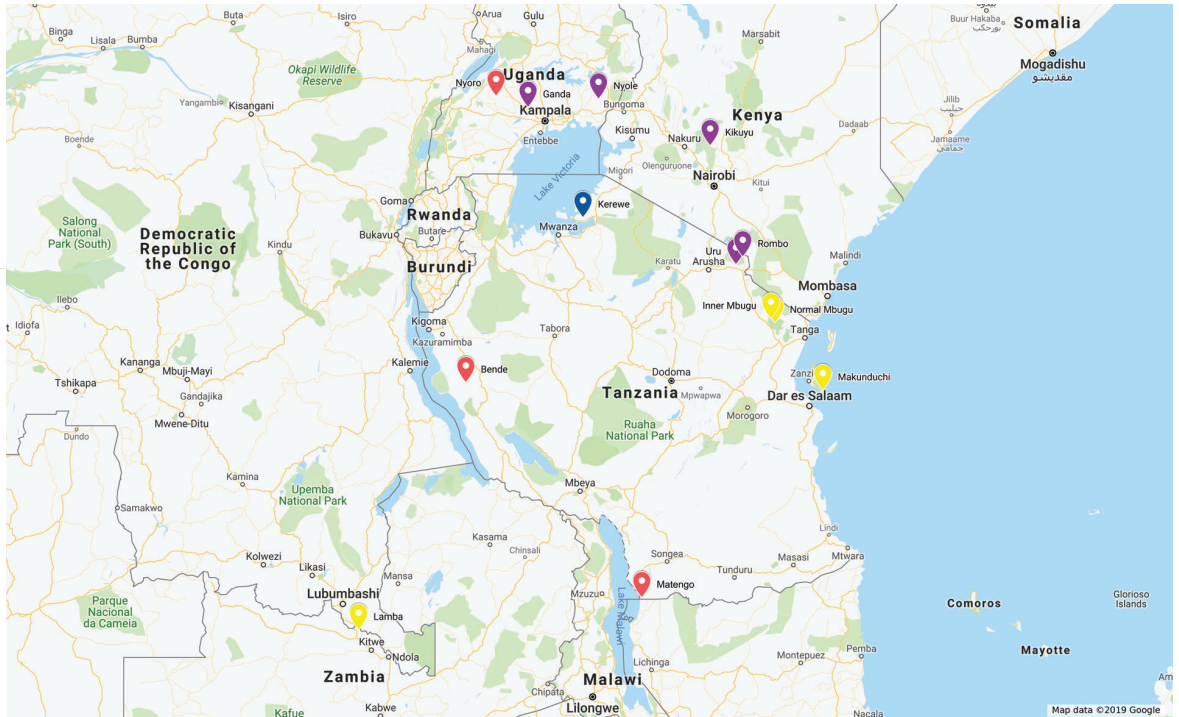 Binga
Lisala
Bumba
Buta
Isiro
Arua
Gulu
Mahagi
Marsabit
Somalia
Buur Hakaba
بورحكب
Mogadishu
مقديشو
Okapi Wildlife
Reserve
Nyoro
Uganda
Ganda
Nyole
Bungoma
Kampala
Yangambi
Kisangani
Entebbe
Kisumu
Kenya
Nakuru
Kikuyu
Dadaab
Jilib
جيليب
Jamaame
جمامي
Boende
Olenguruone
Migori
Nairobi
Kitui
Lake Victoria
Goma
Rwanda
Butare
Bukavu
Kerewe
Mwanza
Salong
National
Park (South)
Democratic
Republic of
the Congo
Kindu
Burundi
Karatu
Uru
Arusha
Rombo
Malindi
Mombasa
Ilebo
Idiofa
Kigoma
Kazuramimba
Tabora
Inner Mbugu
Normal Mbugu
Tanga
Kananga
Mbuji-Mayi
Tshikapa
Gandajika
Mwene-Ditu
Kalemie
Bende
Dodoma
Mpwapwa
Tanzania
Zanzi
Makunduchi
Dar es Salaam
Morogoro
Ruaha
National Park
Dundo
Kamina
Upemba
National Park
Samakwo
Mbeya
Kasama
Chinsali
Lindi
Mtwara
Masasi
Songea
Tunduru
Kolwezi
Likasi
Mansa
Lubumbashi
Lamba
Mzuzu
Matengo
Lake Malawi
Parque
Nacional
da Cameia
Kitwe
Ndola
Zambia
Comoros
Glorioso
Islands
Mayotte
Lichinga
Montepuez
Pemba
Malawi
Chipata
Lilongwe
Kafue
Kabwe
Nacala
Am
Map data ©2019 Google